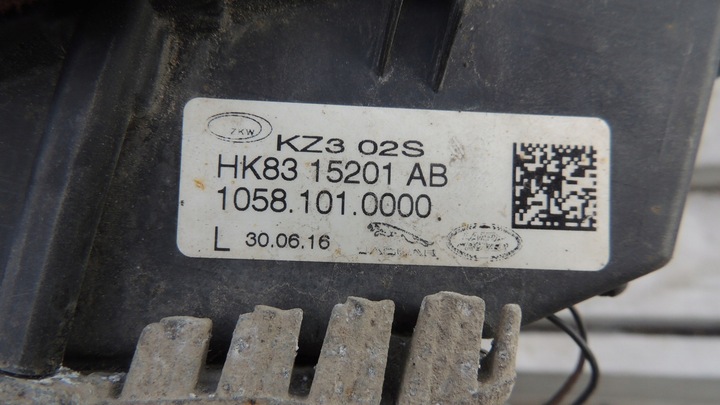 ZKW
KZ3 02S
HK83 15201 AB
1058.101.0000
L 30.06.16
JAGUAR